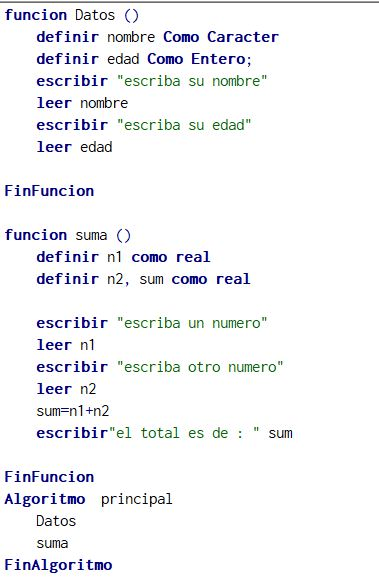 funcion Datos ()
definir nombre Como Caracter
definir edad Como Entero;
escribir "escriba su nombre"
leer nombre
escribir "escriba su edad"
leer edad
FinFuncion
funcion suma ()
definir n1 como real
definir n2, sum como real
escribir "escriba un numero"
leer n1
escribir "escriba otro numero"
leer n2
sum=n1+n2
escribir"el total es de : " sum
FinFuncion
Algoritmo  principal
Datos
suma
FinAlgoritmo